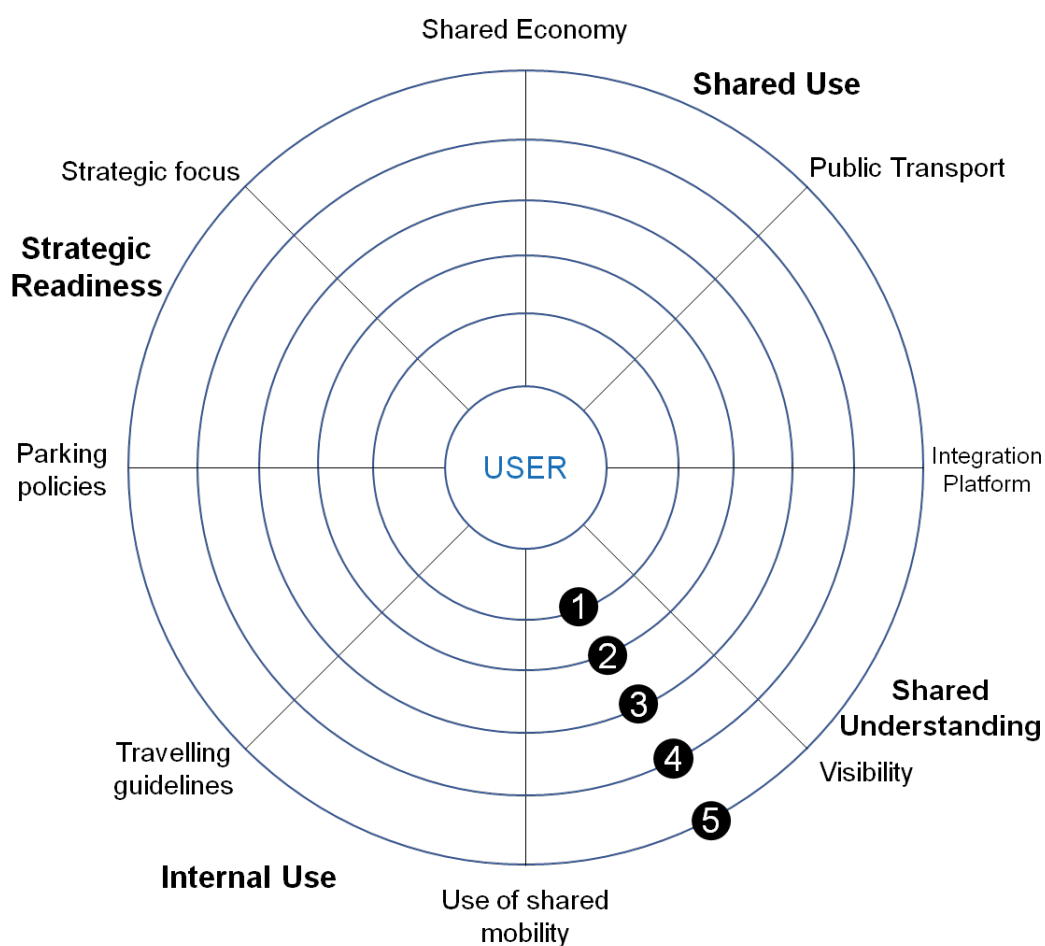 Shared Economy
Shared Use
Public Transport
Strategic focus
Strategic
Readiness
Parking
policies
USER
Integration
Platform
1
2
3
4
5
Shared
Understanding
Visibility
Travelling
guidelines
Internal Use
Use of shared
mobility